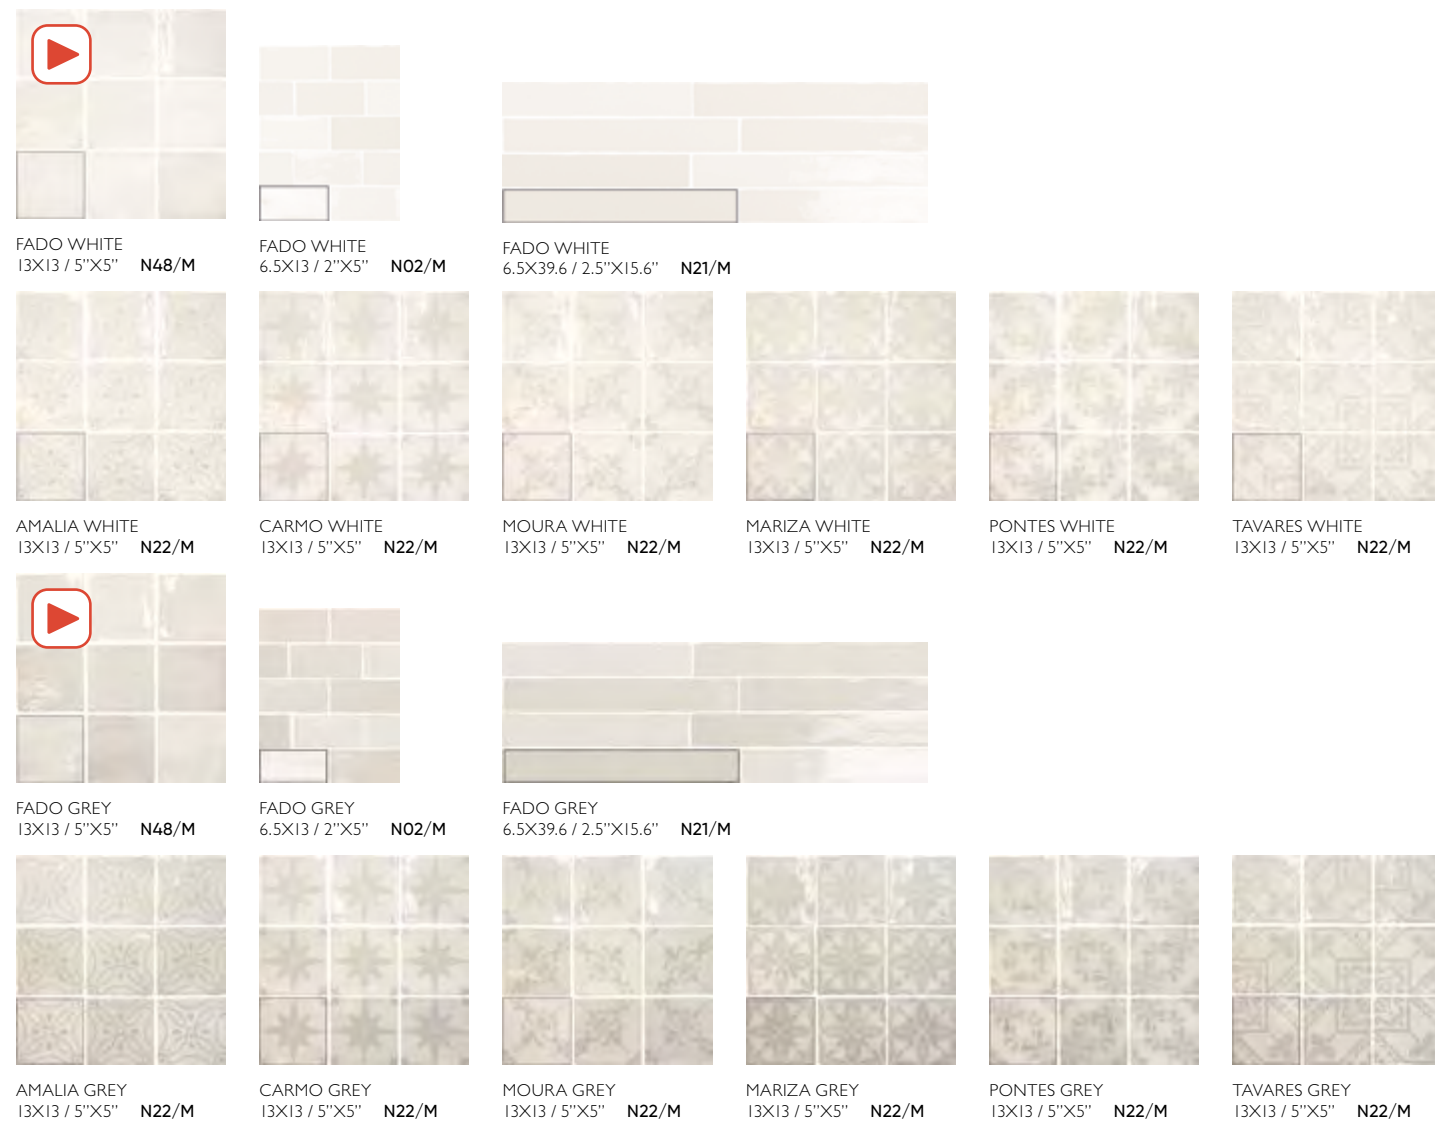 FADO WHITE
13X13 / 5”X5” N48/M
FADO WHITE
6.5X13 / 2”X5” N02/M
FADO WHITE
6.5X39.6 / 2.5”X15.6” N21/M
AMALIA WHITE
13X13 / 5”X5” N22/M
CARMO WHITE
13X13 / 5”X5” N22/M
MOURA WHITE
13X13 / 5”X5” N22/M
MARIZA WHITE
13X13 / 5”X5” N22/M
PONTES WHITE
13X13 / 5”X5” N22/M
TAVARES WHITE
13X13 / 5”X5” N22/M
FADO GREY
13X13 / 5”X5” N48/M
FADO GREY
6.5X13 / 2”X5” N02/M
FADO GREY
6.5X39.6 / 2.5”X15.6” N21/M
AMALIA GREY
13X13 / 5”X5” N22/M
CARMO GREY
13X13 / 5”X5” N22/M
MOURA GREY
13X13 / 5”X5” N22/M
MARIZA GREY
13X13 / 5”X5” N22/M
PONTES GREY
13X13 / 5”X5” N22/M
TAVARES GREY
13X13 / 5”X5” N22/M